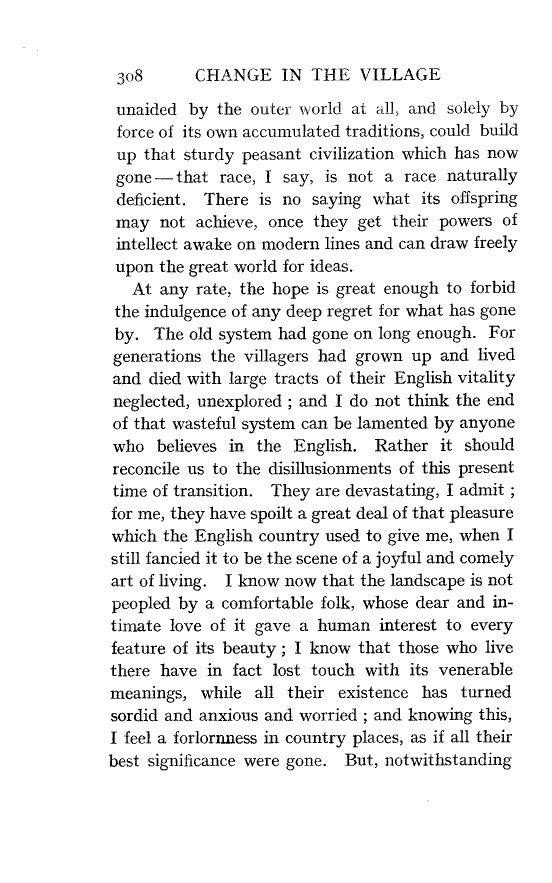 308 CHANGE IN THE VILLAGE
unaided by the outer world at all, and solely by
force of its own accumulated traditions, could build
up that sturdy peasant civilization which has now
gone—that race, I say, is not a race naturally
deficient. There is no saying what its offspring
may not achieve, once they get their powers of
intellect awake on modern lines and can draw freely
upon the great world for ideas.
At any rate, the hope is great enough to forbid
the indulgence of any deep regret for what has gone
by. The old system had gone on long enough. For
generations the villagers had grown up and lived
and died with large tracts of their English vitality
neglected, unexplored ; and I do not think the end
of that wasteful system can be lamented by anyone
who believes in the English. Rather it should
reconcile us to the disillusionments of this present
time of transition. They are devastating, I admit ;
for me, they have spoilt a great deal of that pleasure
which the English country used to give me, when I
still fancied it to be the scene of a joyful and comely
art of living. I know now that the landscape is not
peopled by a comfortable folk, whose dear and in-
timate love of it gave a human interest to every
feature of its beauty ; I know that those who live
there have in fact lost touch with its venerable
meanings, while all their existence has turned
sordid and anxious and worried ; and knowing this,
I feel a forlornness in country places, as if all their
best significance were gone. But, notwithstanding